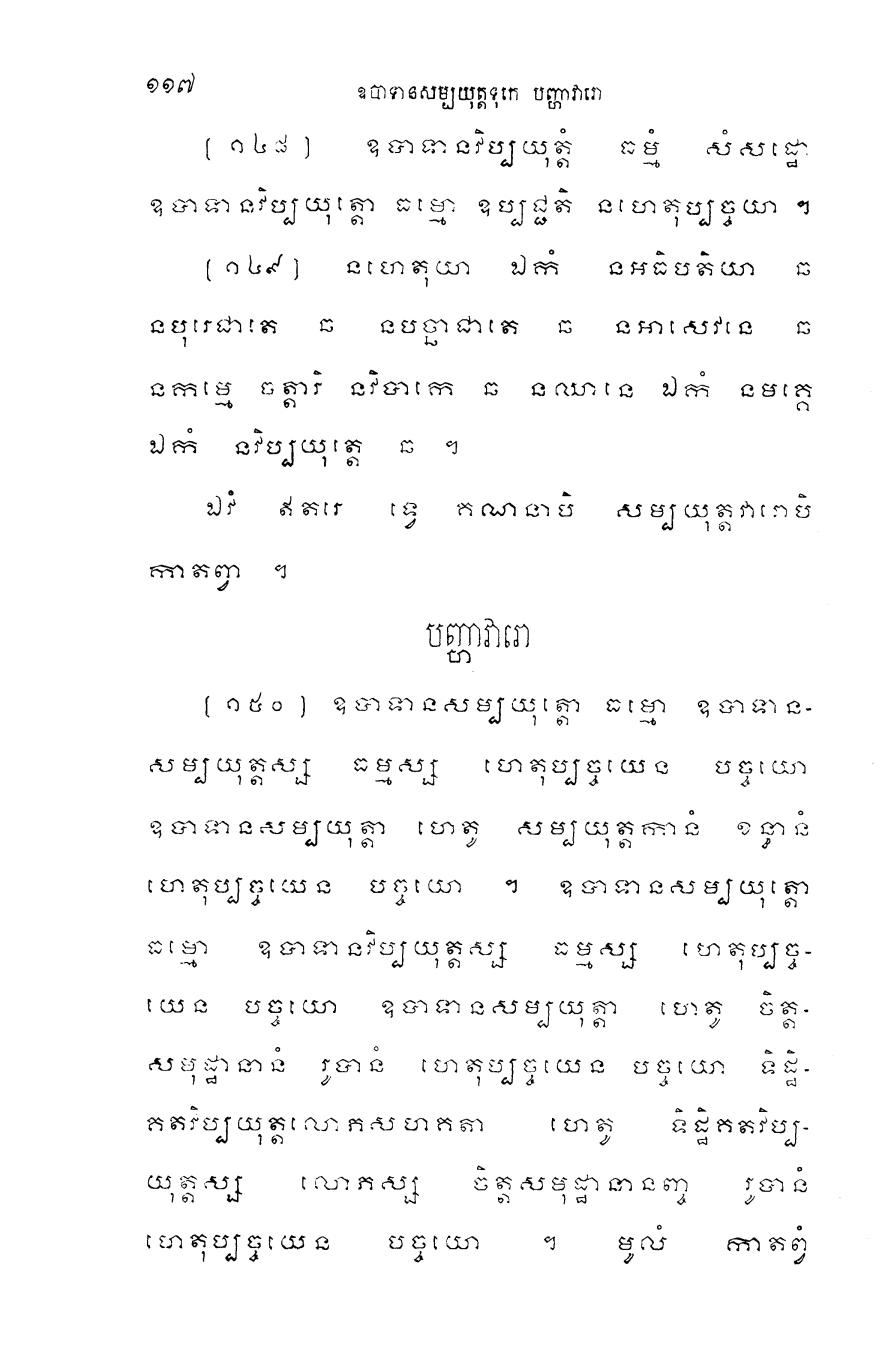 ១១៧
ឧបាទានសម្បយុត្តទុកេ បញ្ហាវារោ
[ ១៤៨ ] ឧបាទានវិប្បយុត្តំ ធម្មំ សំសដ្ឋោ
ឧបាទានវិប្បយុត្តោ ធម្មោ ឧប្បជ្ជតិ នហេតុប្បច្ចយា ។
[ ១៤៩ ] នហេតុយា ឯកំ នអធិបតិយា ឆ
នបុរេជាតេ ឆ នបច្ឆាជាតេ ឆ នអាសេវនេ ឆ
នកម្មេ ចត្តារិ នវិបាកេ ឆ នឈានេ ឯកំ នមគ្គេ
ឯកំ នវិប្បយុត្តេ ឆ ។
ឯវំ ឥតរេ ទ្វេ គណនាបិ សម្បយុត្តវារោបិ
កាតព្វា ។
បញ្ហាវារោ
[ ១៥០ ] ឧបាទានសម្បយុត្តោ ធម្មោ ឧបាទាន-
សម្បយុត្តស្ស ធម្មស្ស ហេតុប្បច្ចយេន បច្ចយោ
ឧបាទានសម្បយុត្តា ហេតូ សម្បយុត្តកានំ ខន្ធានំ
ហេតុប្បច្ចយេន បច្ចយោ ។ ឧបាទានសម្បយុត្តោ
ធម្មោ ឧបាទានវិប្បយុត្តស្ស ធម្មស្ស ហេតុប្បច្ច-
យេន បច្ចយោ ឧបាទានសម្បយុត្តា ហេតូ ចិត្ត-
សមុដ្ឋានានំ រូបានំ ហេតុប្បច្ចយេន បច្ចយោ ទិដ្ឋិ-
គតវិប្បយុត្តលោភសហគតា ហេតូ ទិដ្ឋិគតវិប្ប-
យុត្តស្ស លោភស្ស ចិត្តសមុដ្ឋានានញ្ច រូបានំ
ហេតុប្បច្ចយេន បច្ចយោ ។ មូលំ កាតព្វំ